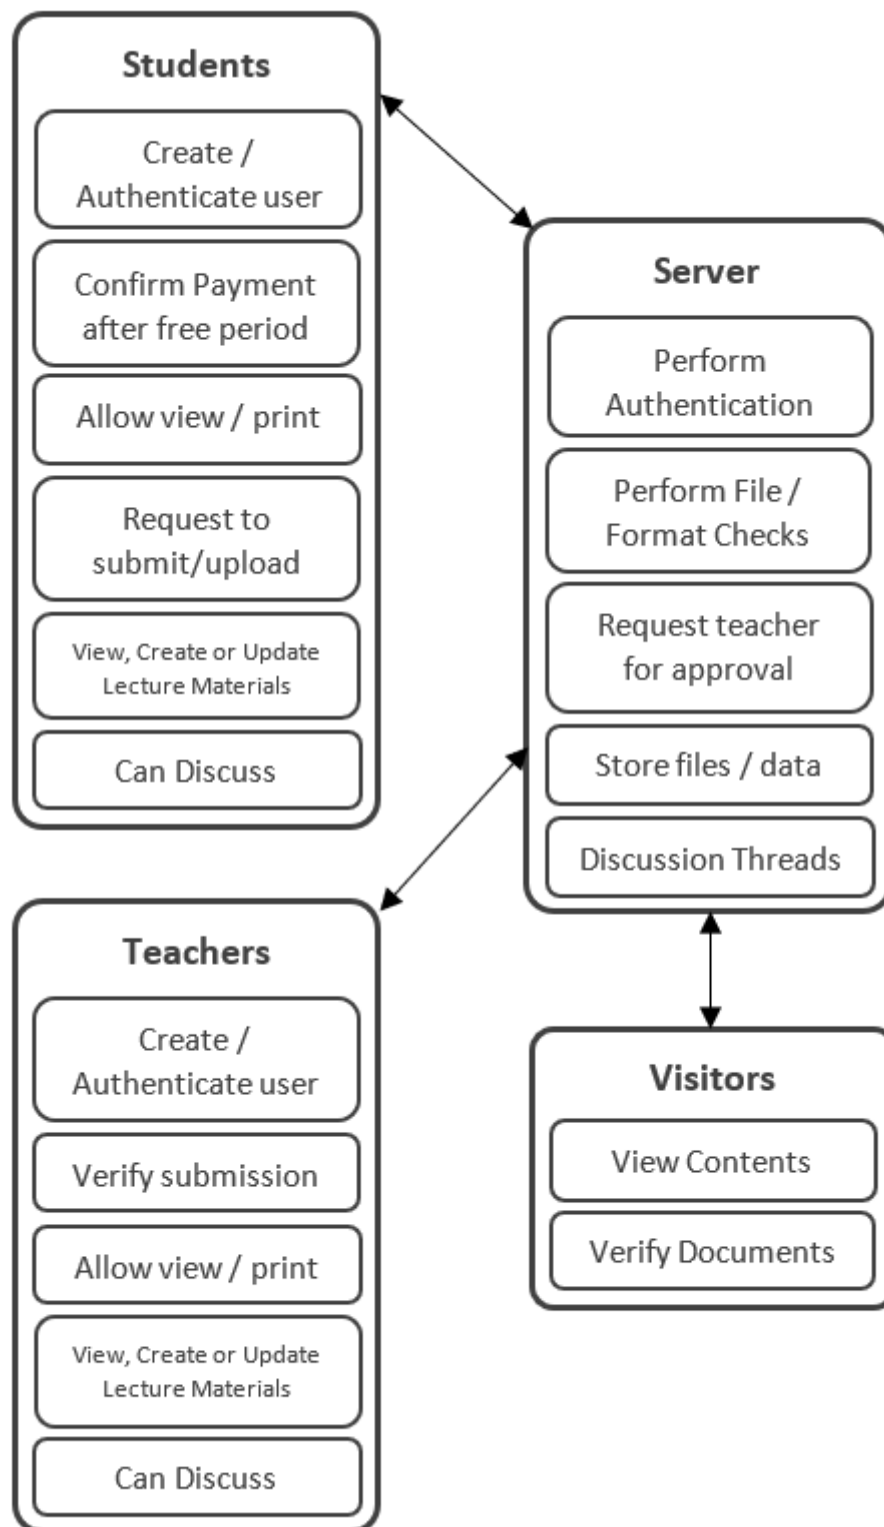 Students
Create /
Authenticate user
Confirm Payment
after free period
Allow view / print
Request to
submit/upload
View, Create or Update
Lecture Materials
Can Discuss
Server
Perform
Authentication
Perform File /
Format Checks
Request teacher
for approval
Store files / data
Discussion Threads
Teachers
Create /
Authenticate user
Verify submission
Allow view / print
View, Create or Update
Lecture Materials
Can Discuss
Visitors
View Contents
Verify Documents